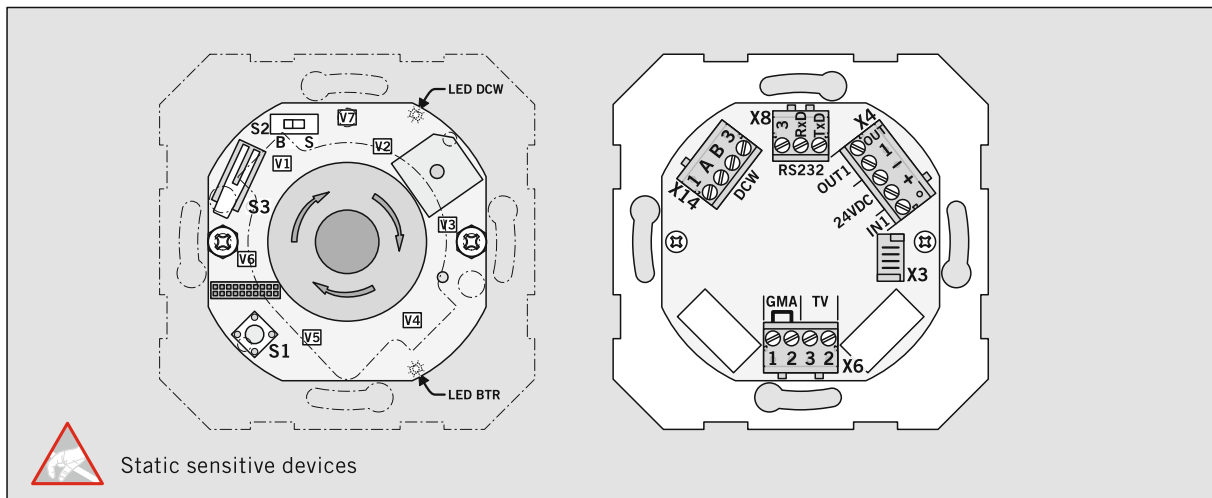 LED DCW
V7
S2
B S
V1
V2
S3
V3
V6
V4
V5
S1
LED BTR
X8
3 RxD TxD
RS232
X14
1 A B 3
DCW
X4
OUT 1 – +
OUT1
24VDC
IN1
X3
GMA TV
1 2 3 2
X6
Static sensitive devices